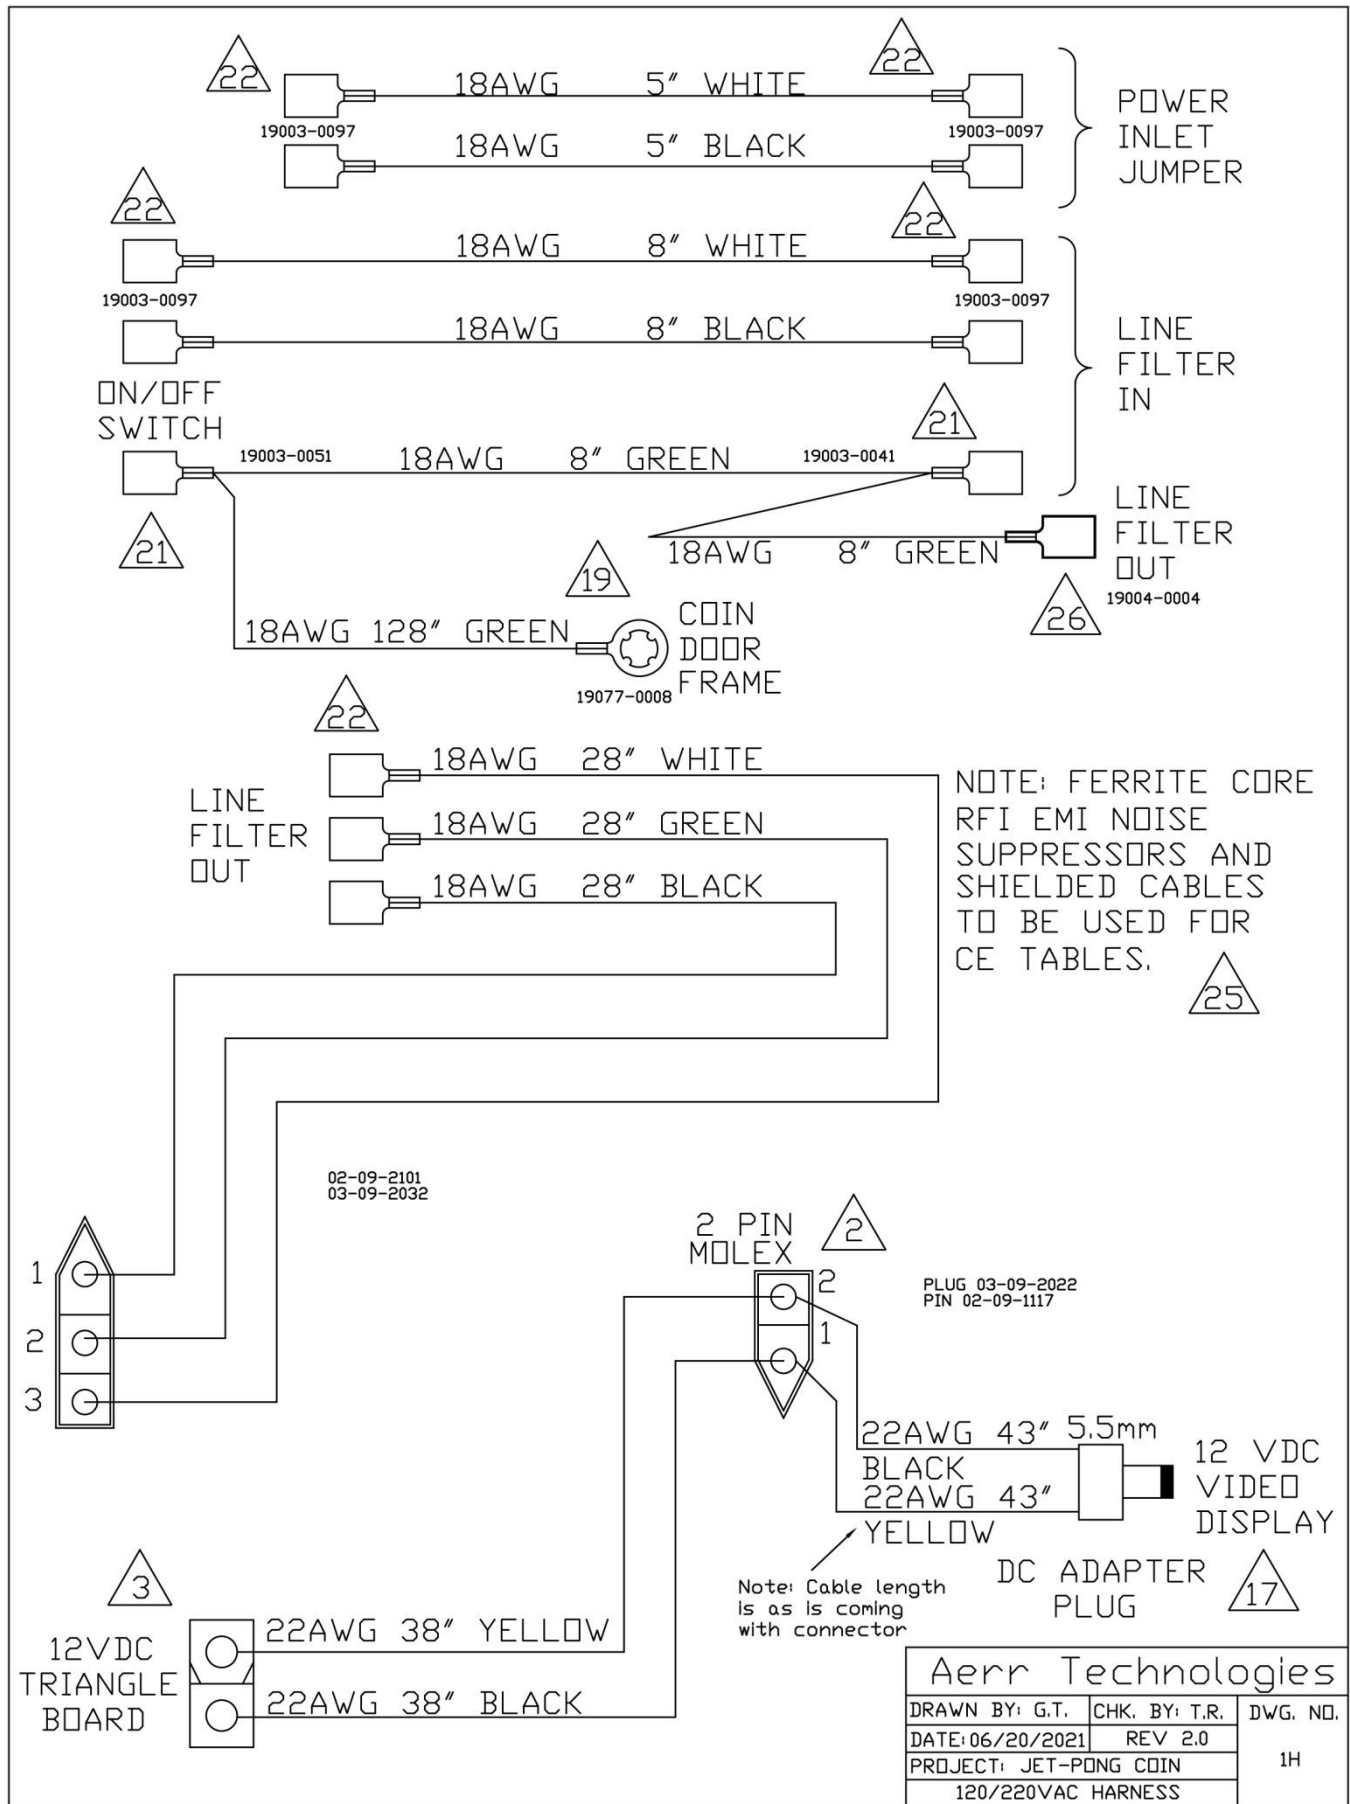 22
22
18AWG 5" WHITE
19003-0097
19003-0097
18AWG 5" BLACK
POWER
INLET
JUMPER
22
22
18AWG 8" WHITE
19003-0097
19003-0097
18AWG 8" BLACK
LINE
FILTER
IN
ON/OFF
SWITCH
21
19003-0051
18AWG 8" GREEN
19003-0041
21
18AWG 8" GREEN
LINE
FILTER
OUT
19004-0004
26
19
18AWG 128" GREEN
COIN
DOOR
FRAME
19077-0008
22
18AWG 28" WHITE
LINE
FILTER
OUT
18AWG 28" GREEN
18AWG 28" BLACK
NOTE: FERRITE CORE
RFI EMI NOISE
SUPPRESSORS AND
SHIELDED CABLES
TO BE USED FOR
CE TABLES.
25
02-09-2101
03-09-2032
1
2
3
2 PIN
MOLEX
2
2
1
PLUG 03-09-2022
PIN 02-09-1117
22AWG 43" 5.5mm
BLACK
22AWG 43"
YELLOW
12 VDC
VIDEO
DISPLAY
DC ADAPTER
PLUG
17
Note: Cable length
is as is coming
with connector
3
12VDC
TRIANGLE
BOARD
22AWG 38" YELLOW
22AWG 38" BLACK
Aerr Technologies
DRAWN BY: G.T. CHK. BY: T.R. DWG. NO.
DATE: 06/20/2021 REV 2.0
1H
PROJECT: JET-PONG COIN
120/220VAC HARNESS